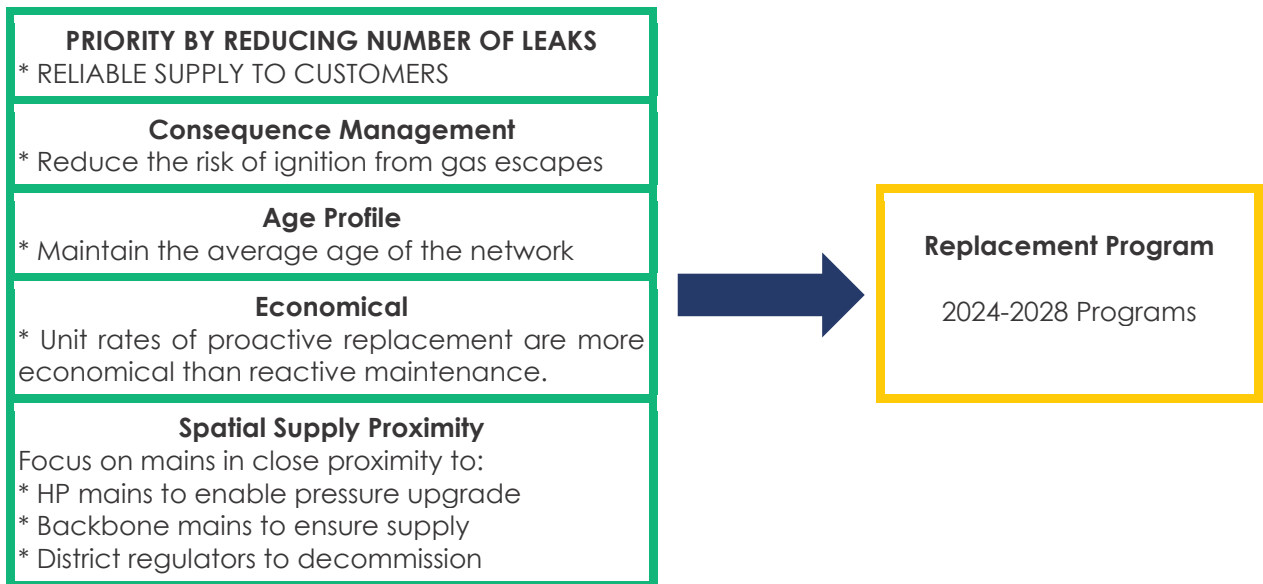 PRIORITY BY REDUCING NUMBER OF LEAKS
* RELIABLE SUPPLY TO CUSTOMERS
Consequence Management
* Reduce the risk of ignition from gas escapes
Age Profile
* Maintain the average age of the network
Economical
* Unit rates of proactive replacement are more
economical than reactive maintenance.
Spatial Supply Proximity
Focus on mains in close proximity to:
* HP mains to enable pressure upgrade
* Backbone mains to ensure supply
* District regulators to decommission
Replacement Program
2024-2028 Programs